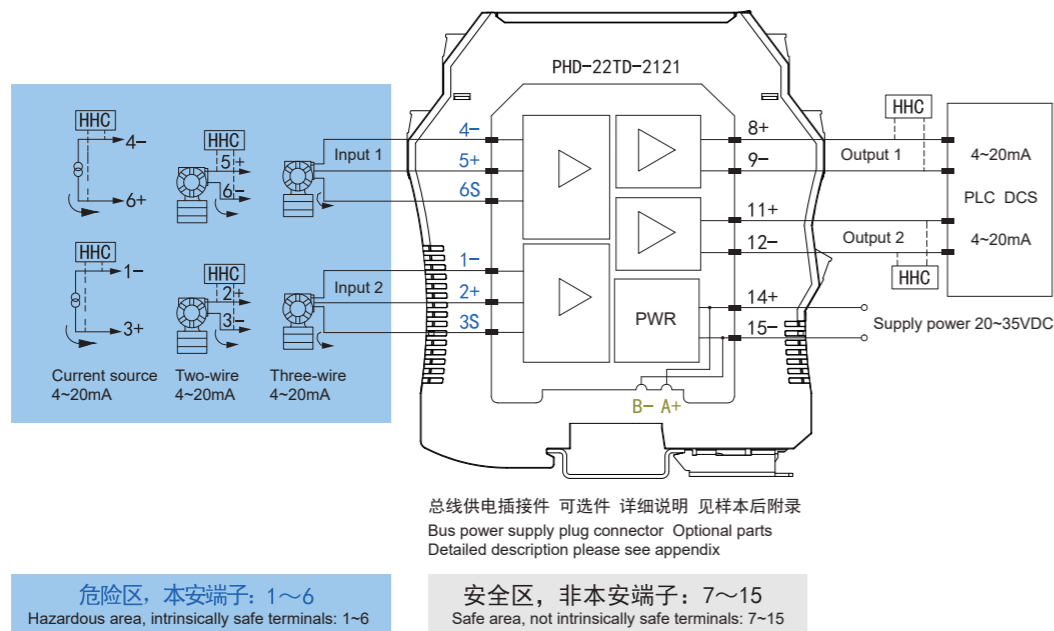 PHD-22TD-2121
HHC
4-
6+
HHC
5+
6-
Input 1
4-
5+
6S
8+
9-
Output 1
HHC
4~20mA
PLC DCS
4~20mA
11+
12-
Output 2
HHC
HHC
1-
3+
HHC
2+
3-
Input 2
1-
2+
3S
PWR
14+
15-
Supply power 20~35VDC
B- A+
Current source
4~20mA
Two-wire
4~20mA
Three-wire
4~20mA
总线供电插接件 可选件 详细说明 见样本后附录
Bus power supply plug connector Optional parts
Detailed description please see appendix
危险区，本安端子：1～6
Hazardous area, intrinsically safe terminals: 1~6
安全区，非本安端子：7～15
Safe area, not intrinsically safe terminals: 7~15